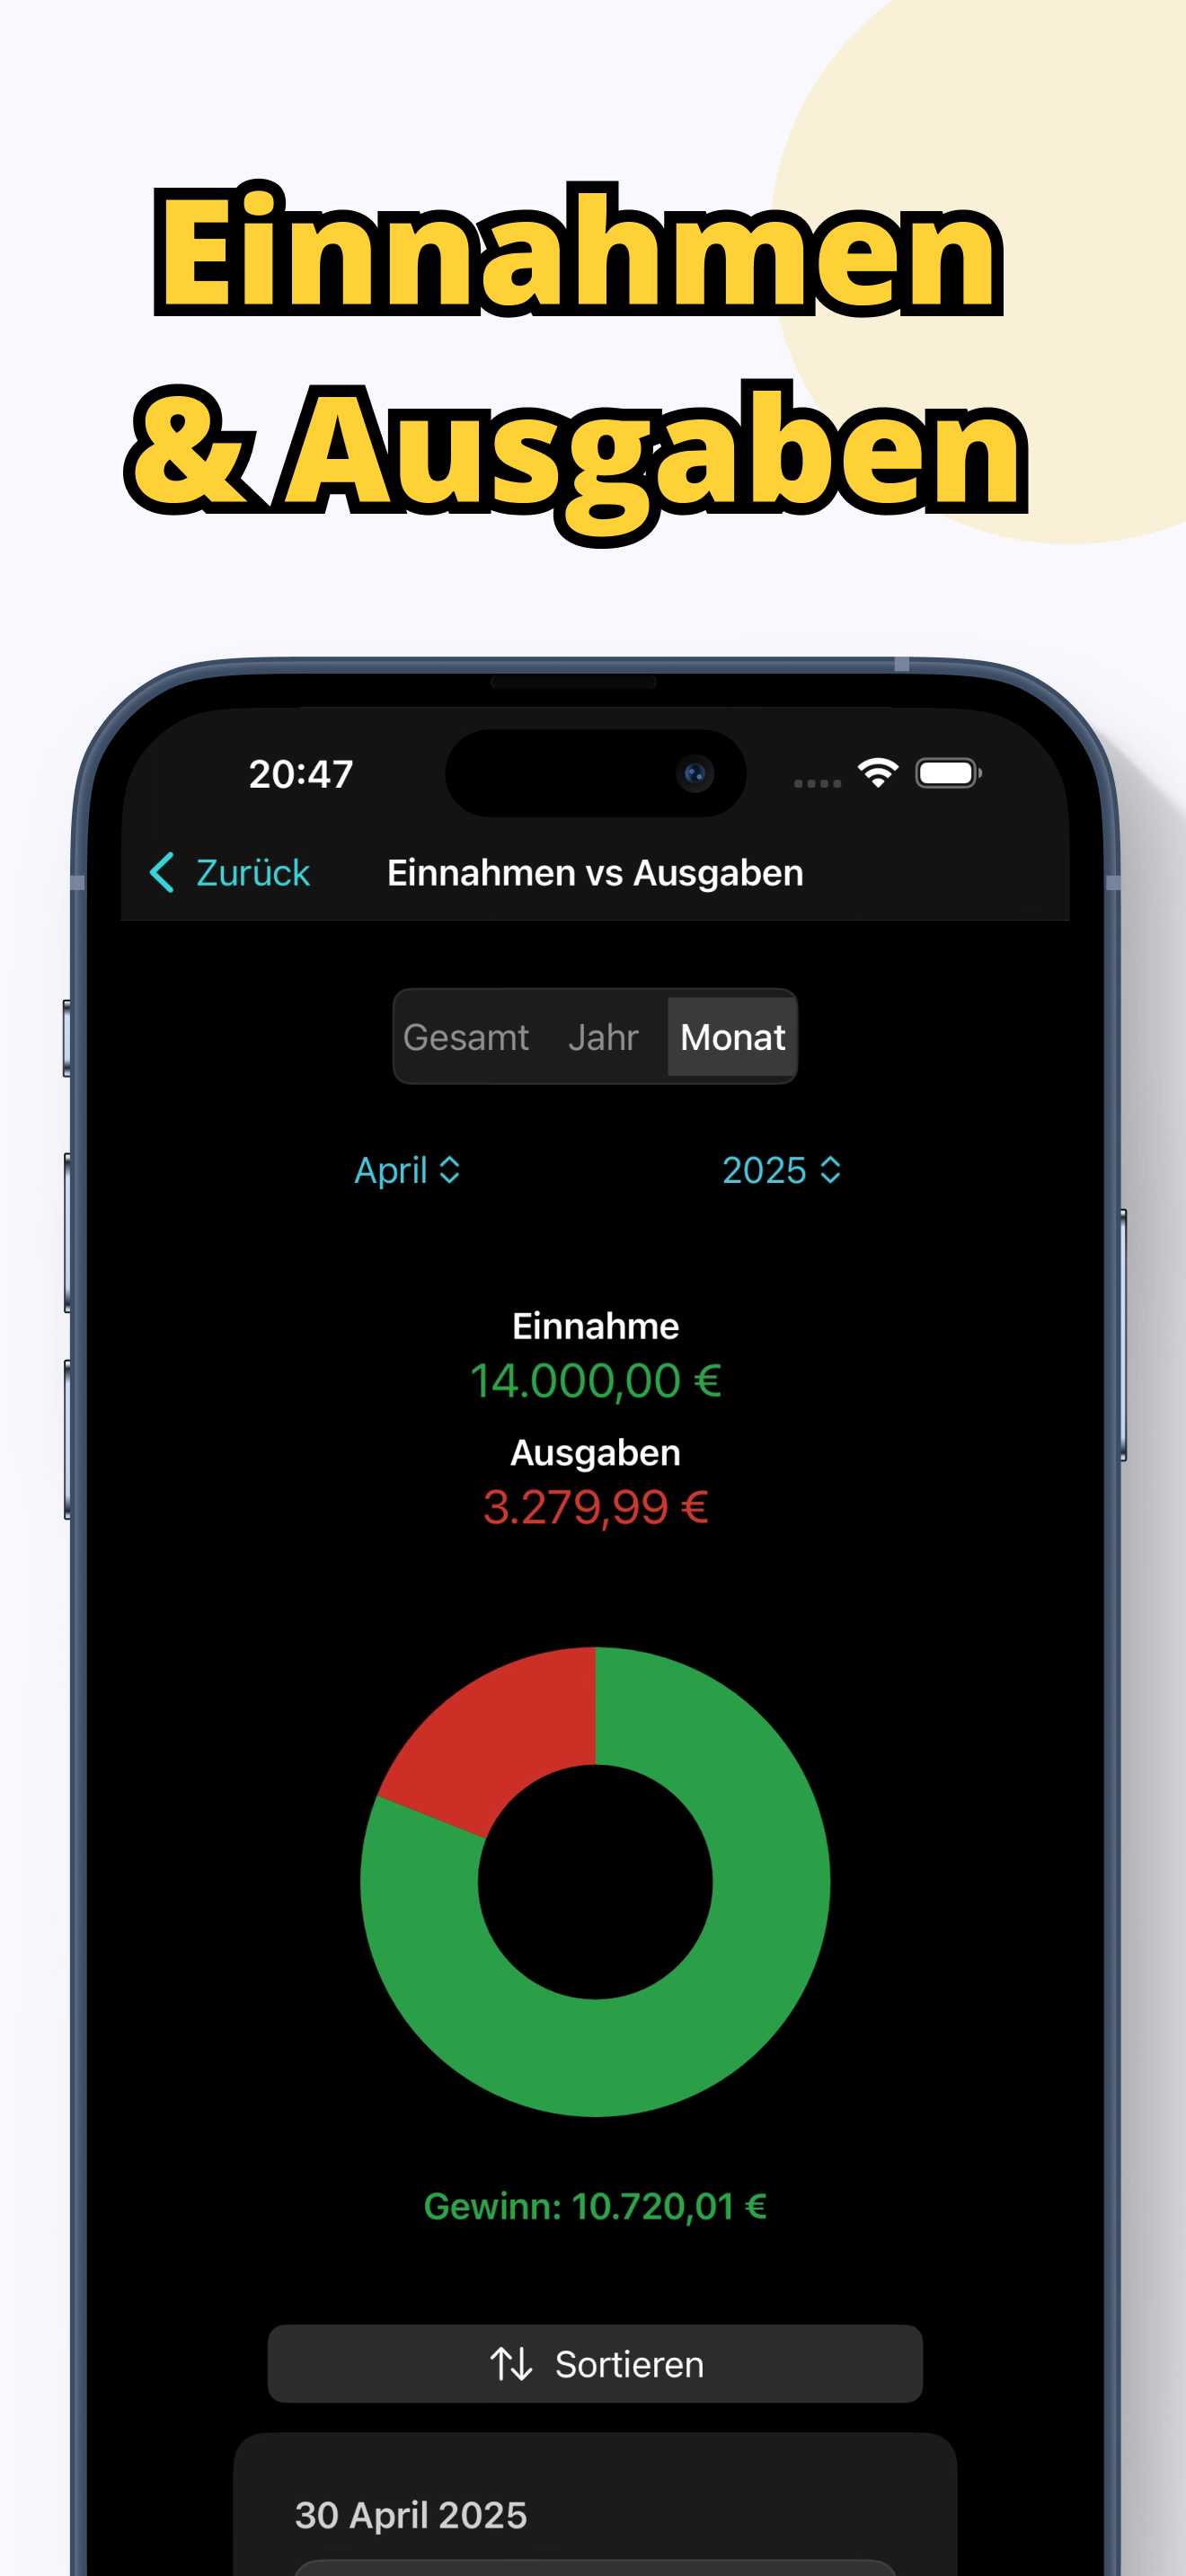 Einnahmen
& Ausgaben
20:47
Zurück Einnahmen vs Ausgaben
Gesamt Jahr Monat
April 2025
Einnahme
14.000,00 €
Ausgaben
3.279,99 €
Gewinn: 10.720,01 €
Sortieren
30 April 2025